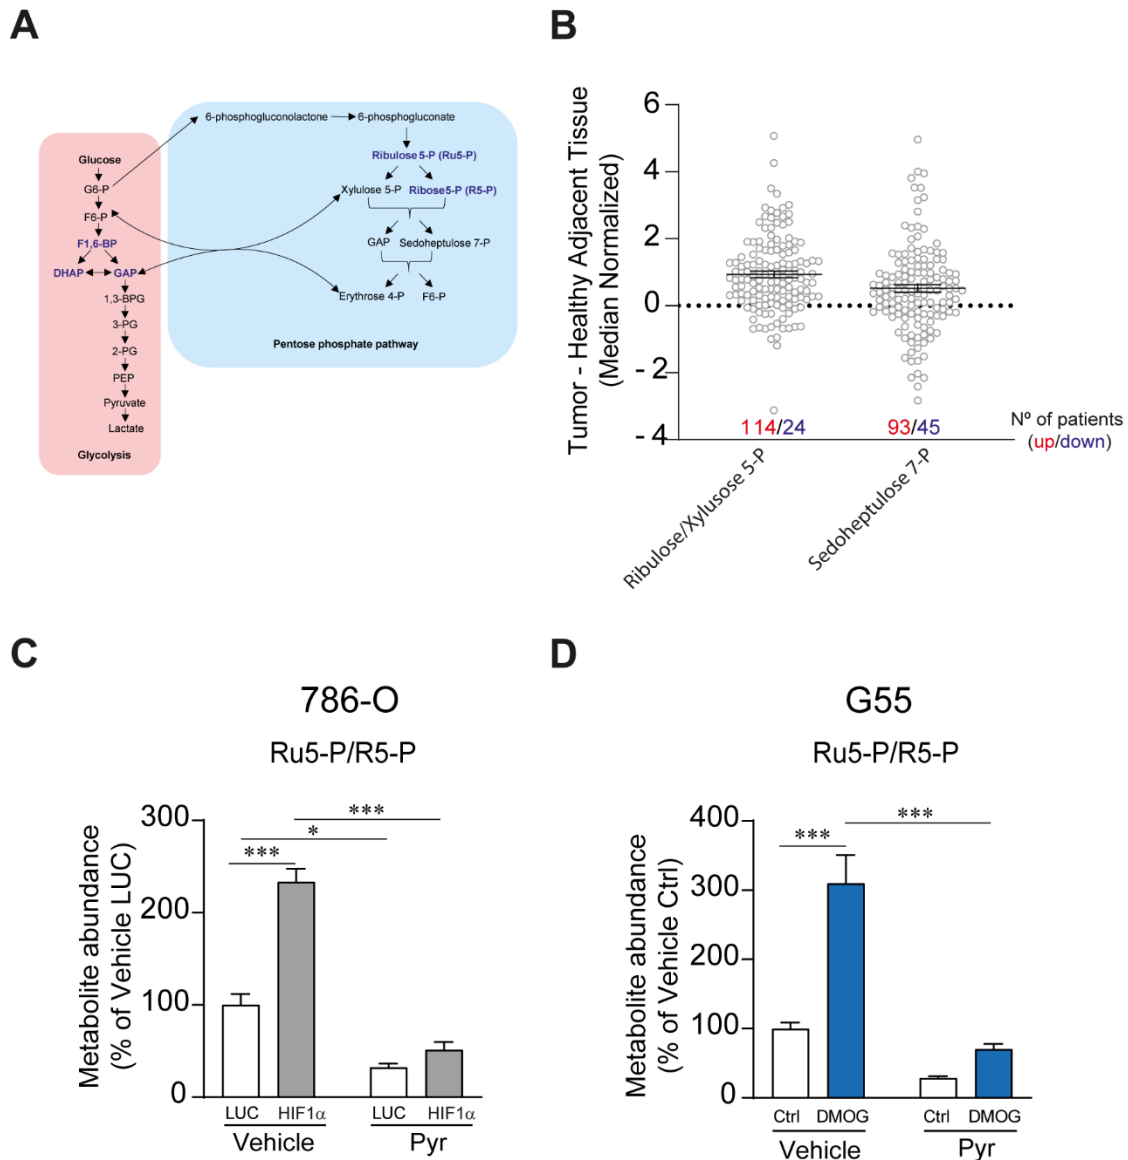 A
6-phosphogluconolactone
6-phosphogluconate
Glucose
G6-P
F6-P
F1,6-BP
DHAP
GAP
1,3-BPG
3-PG
2-PG
PEP
Pyruvate
Lactate
Glycolysis
Ribulose 5-P (Ru5-P)
Xylulose 5-P
Ribose5-P (R5-P)
GAP
Sedoheptulose 7-P
Erythrose 4-P
F6-P
Pentose phosphate pathway
B
Tumor - Healthy Adjacent Tissue
(Median Normalized)
6
4
2
0
-2
-4
114/24
93/45
Nº of patients
(up/down)
Ribulose/Xylusose 5-P
Sedoheptulose 7-P
C
786-O
Ru5-P/R5-P
Metabolite abundance
(% of Vehicle LUC)
300
200
100
0
***
*
***
LUC HIF1α LUC HIF1α
Vehicle Pyr
D
G55
Ru5-P/R5-P
Metabolite abundance
(% of Vehicle Ctrl)
400
300
200
100
0
***
***
Ctrl DMOG Ctrl DMOG
Vehicle Pyr